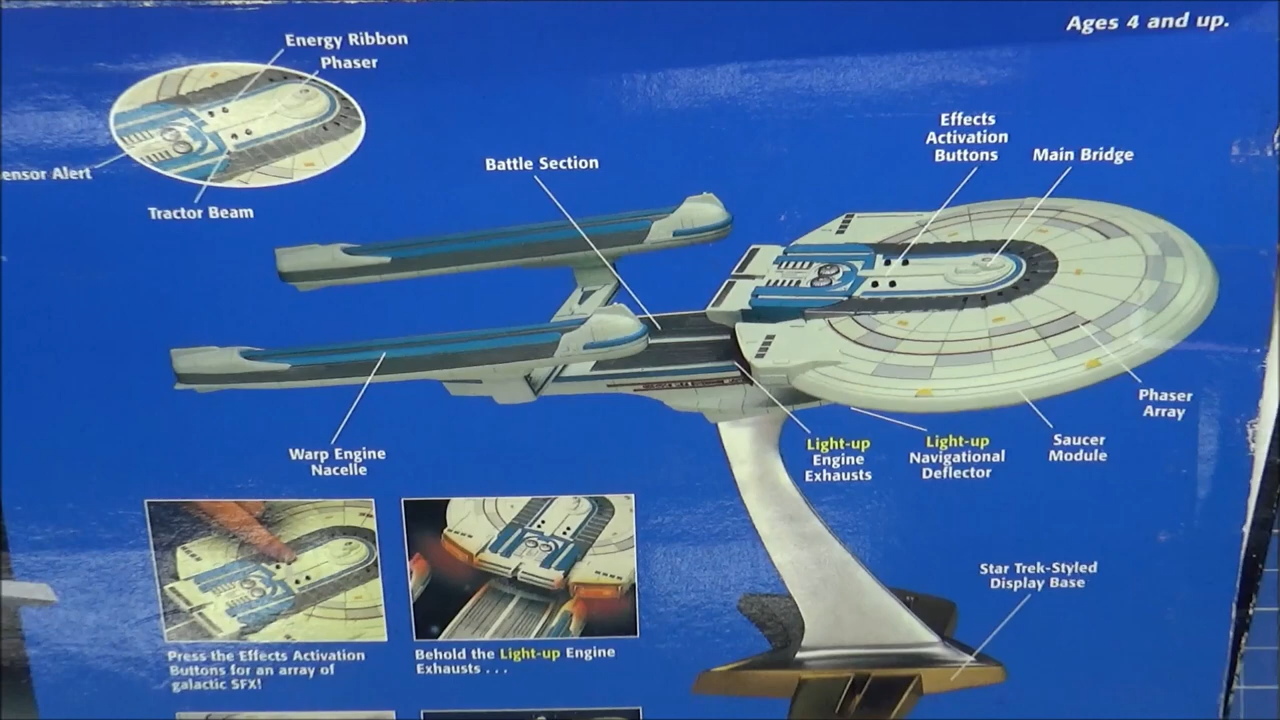 Ages 4 and up.
Energy Ribbon
Phaser
ensor Alert
Tractor Beam
Battle Section
Effects
Activation
Buttons
Main Bridge
Warp Engine
Nacelle
Light-up
Engine
Exhausts
Light-up
Navigational
Deflector
Saucer
Module
Phaser
Array
Star Trek-Styled
Display Base
Press the Effects Activation
Buttons for an array of
galactic SFX!
Behold the Light-up Engine
Exhausts . . .